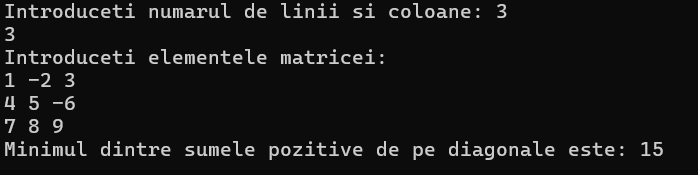 Introduceti numarul de linii si coloane: 3
3
Introduceti elementele matricei:
1 -2 3
4 5 -6
7 8 9
Minimul dintre sumele pozitive de pe diagonale este: 15